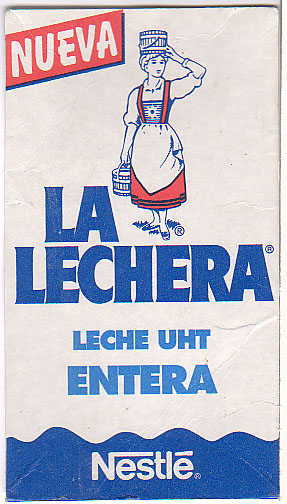 NUEVA
LA
LECHERA®
®
LECHE UHT
ENTERA
Nestlé®